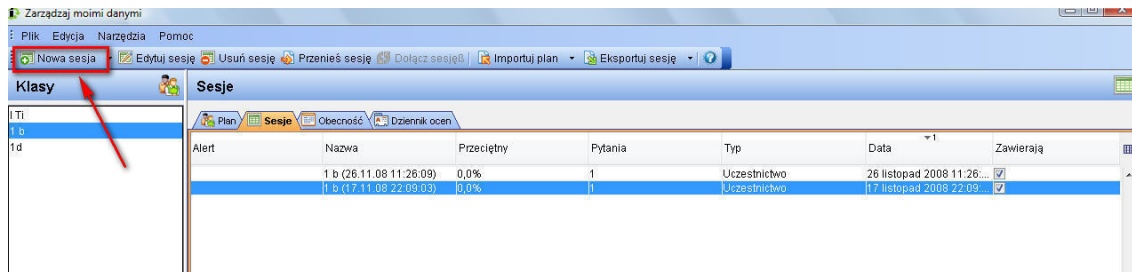 Zarządzaj moimi danymi
Plik Edycja Narzędzia Pomoc
Nowa sesja Edytuj sesję Usuń sesję Przenieś sesję Dołącz sesjęß Importuj plan Eksportuj sesję
Klasy Sesje
I Ti
Plan Sesje Obecność Dziennik ocen
1 b
1d
Alert Nazwa Przeciętny Pytania Typ Data 1 Zawierają
1 b (26.11.08 11:26:09) 0,0% 1 Uczestnictwo 26 listopad 2008 11:26:...
1 b (17.11.08 22:09:03) 0,0% 1 Uczestnictwo 17 listopad 2008 22:09:...